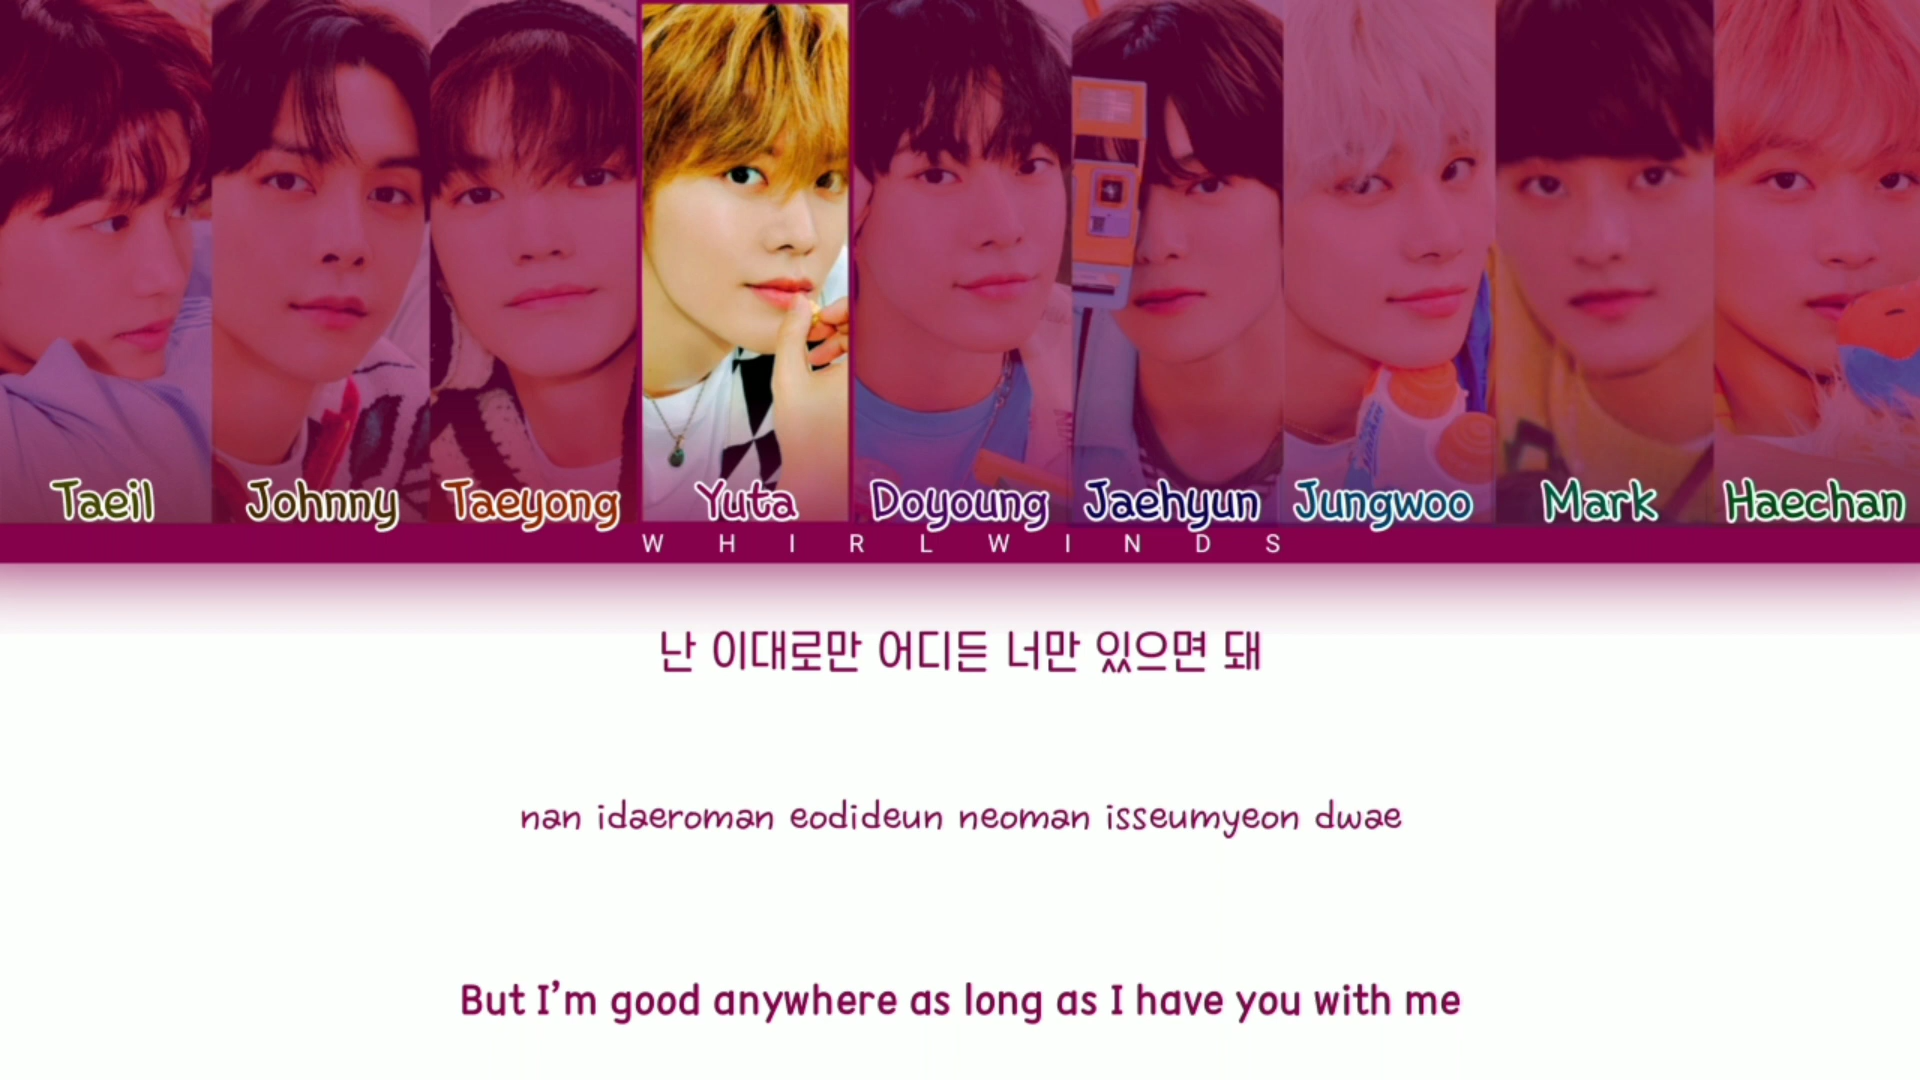 Taeil Johnny Taeyong Yuta Doyoung Jaehyun Jungwoo Mark Haechan
WHIRLWINDS
난 이대로만 어디든 너만 있으면 돼
nan idaeroman eodideun neoman isseumyeon dwae
But I'm good anywhere as long as I have you with me